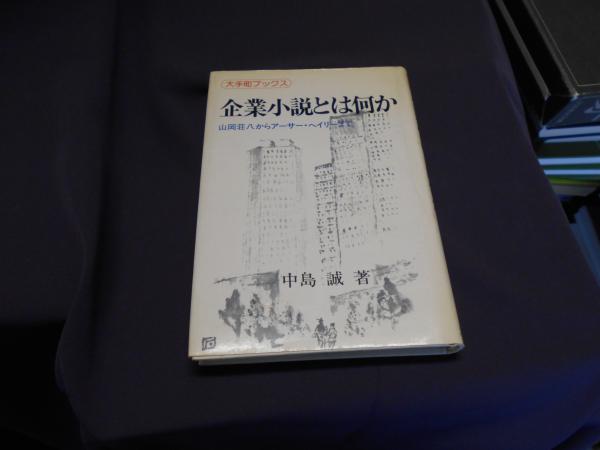 大手町ブックス
企業小説とは何か
山岡荘八からアーサー・ヘイリーまで
中島 誠 著